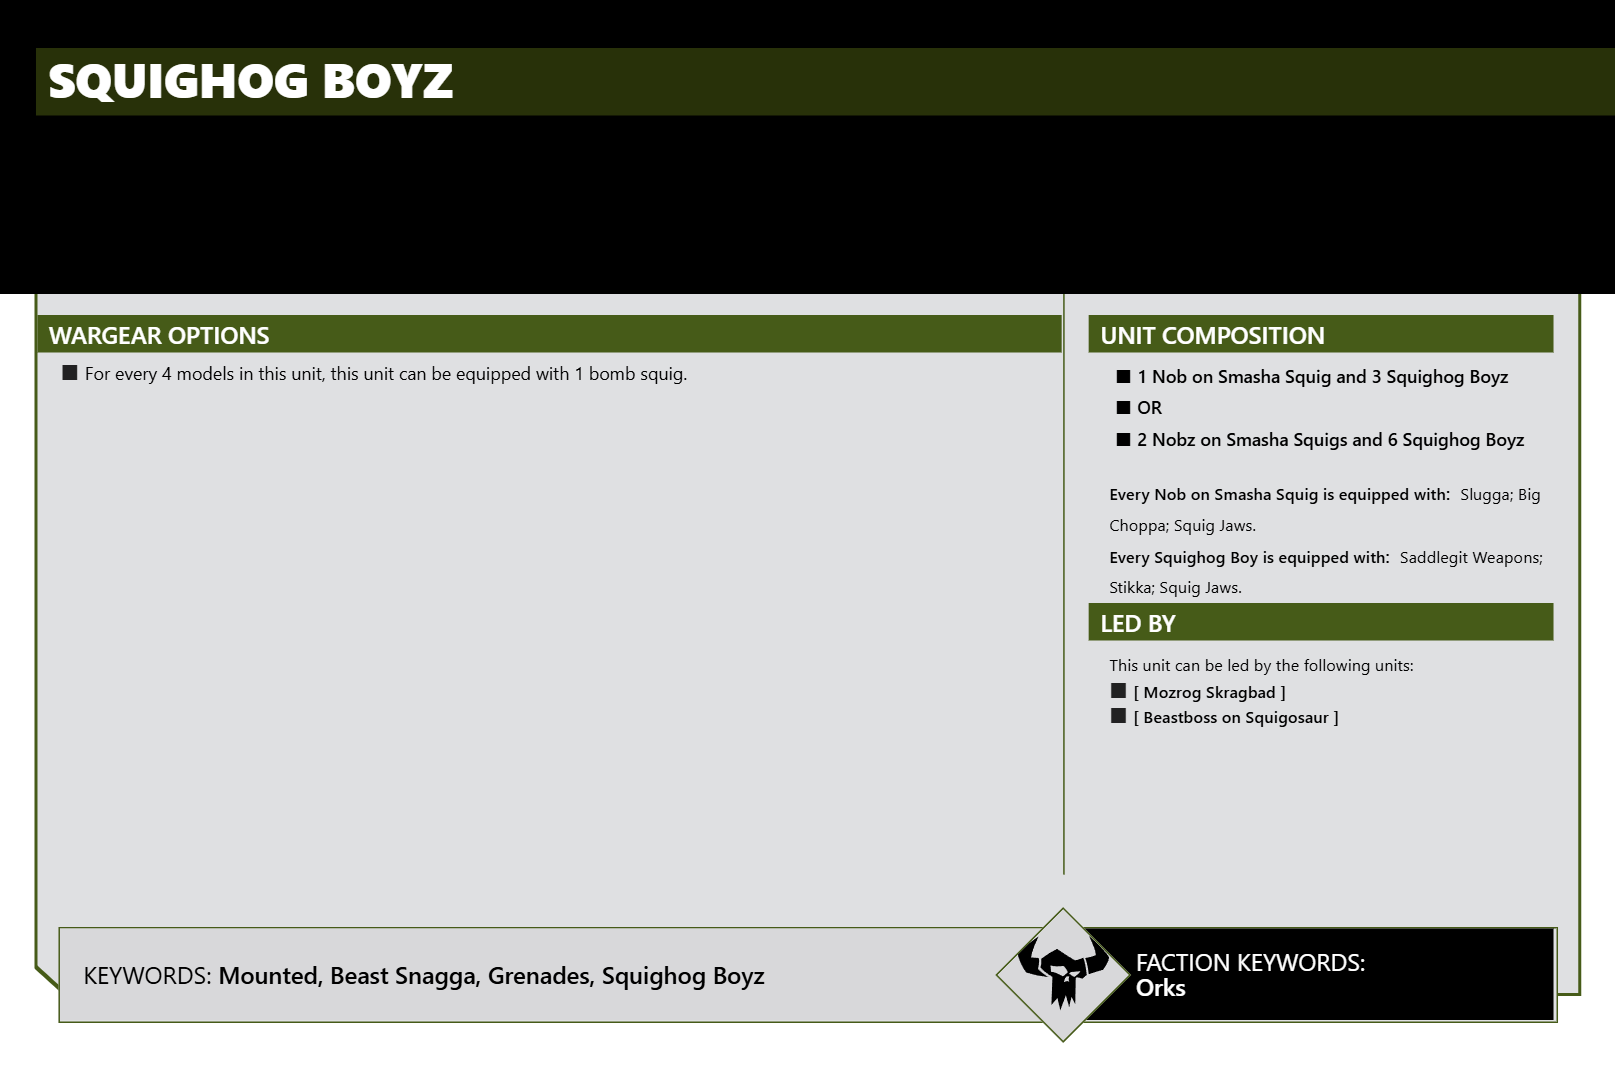 SQUIGHOG BOYZ
WARGEAR OPTIONS
For every 4 models in this unit, this unit can be equipped with 1 bomb squig.
UNIT COMPOSITION
1 Nob on Smasha Squig and 3 Squighog Boyz
OR
2 Nobz on Smasha Squigs and 6 Squighog Boyz
Every Nob on Smasha Squig is equipped with: Slugga; Big
Choppa; Squig Jaws.
Every Squighog Boy is equipped with: Saddlegit Weapons;
Stikka; Squig Jaws.
LED BY
This unit can be led by the following units:
[ Mozrog Skragbad ]
[ Beastboss on Squigosaur ]
KEYWORDS: Mounted, Beast Snagga, Grenades, Squighog Boyz
FACTION KEYWORDS:
Orks